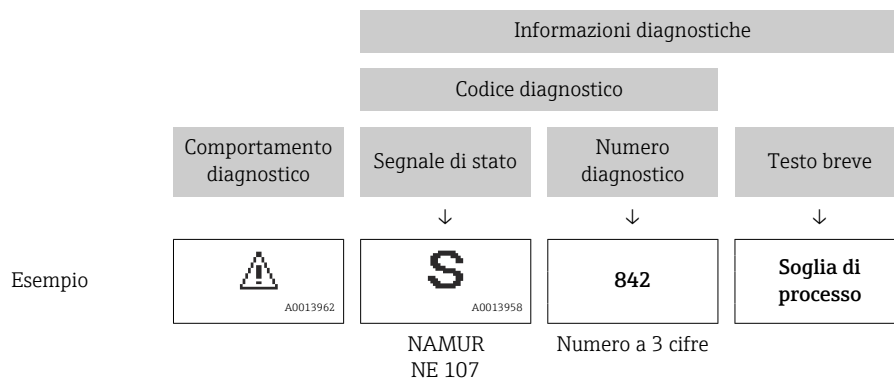 Informazioni diagnostiche
Codice diagnostico
Comportamento
diagnostico
Segnale di stato
Numero
diagnostico
Testo breve
↓ ↓ ↓
Esempio
A0013962
S
A0013958
842
Soglia di
processo
NAMUR
NE 107
Numero a 3 cifre